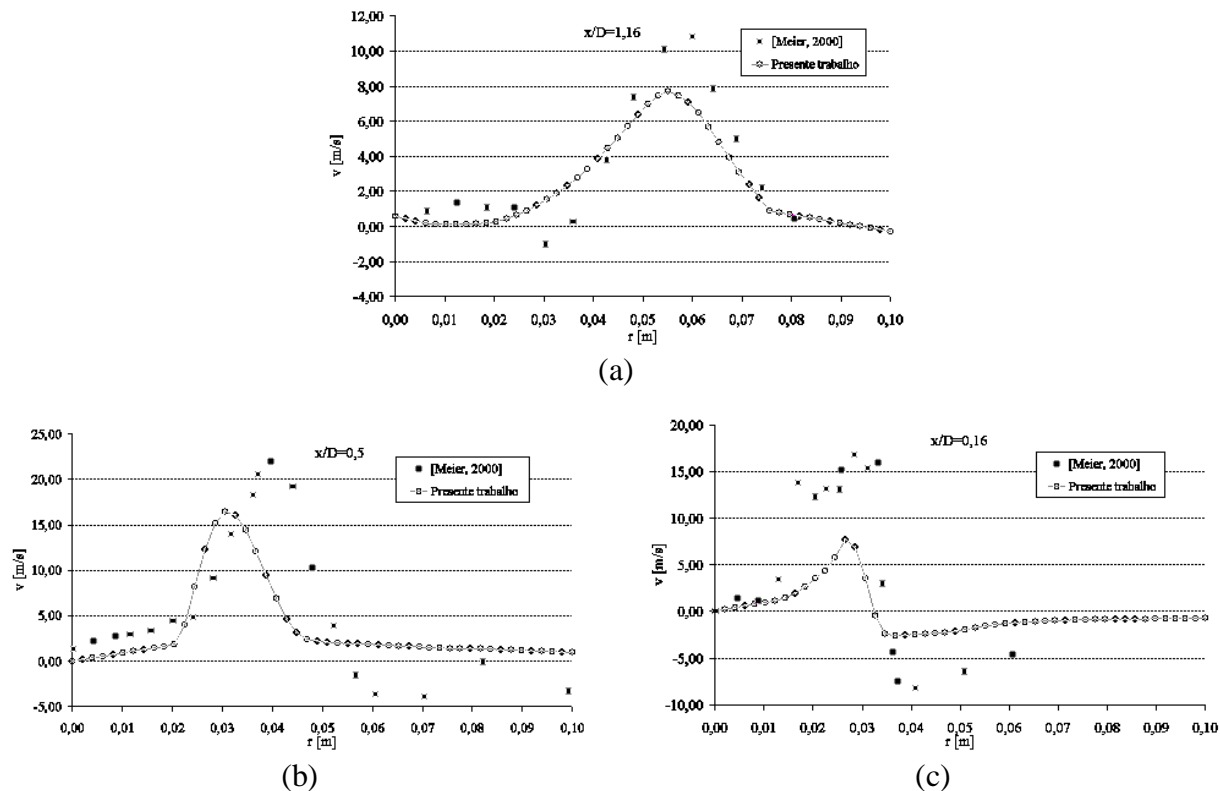 x/D=1,16
[Meier, 2000]
Presente trabalho
v [m/s]
12,00
10,00
8,00
6,00
4,00
2,00
0,00
-2,00
-4,00
0,00 0,01 0,02 0,03 0,04 0,05 0,06 0,07 0,08 0,09 0,10
r [m]
(a)
x/D=0,5
[Meier, 2000]
Presente trabalho
v [m/s]
25,00
20,00
15,00
10,00
5,00
0,00
-5,00
0,00 0,01 0,02 0,03 0,04 0,05 0,06 0,07 0,08 0,09 0,10
r [m]
(b)
x/D=0,16
[Meier, 2000]
Presente trabalho
v [m/s]
20,00
15,00
10,00
5,00
0,00
-5,00
-10,00
0,00 0,01 0,02 0,03 0,04 0,05 0,06 0,07 0,08 0,09 0,10
r [m]
(c)